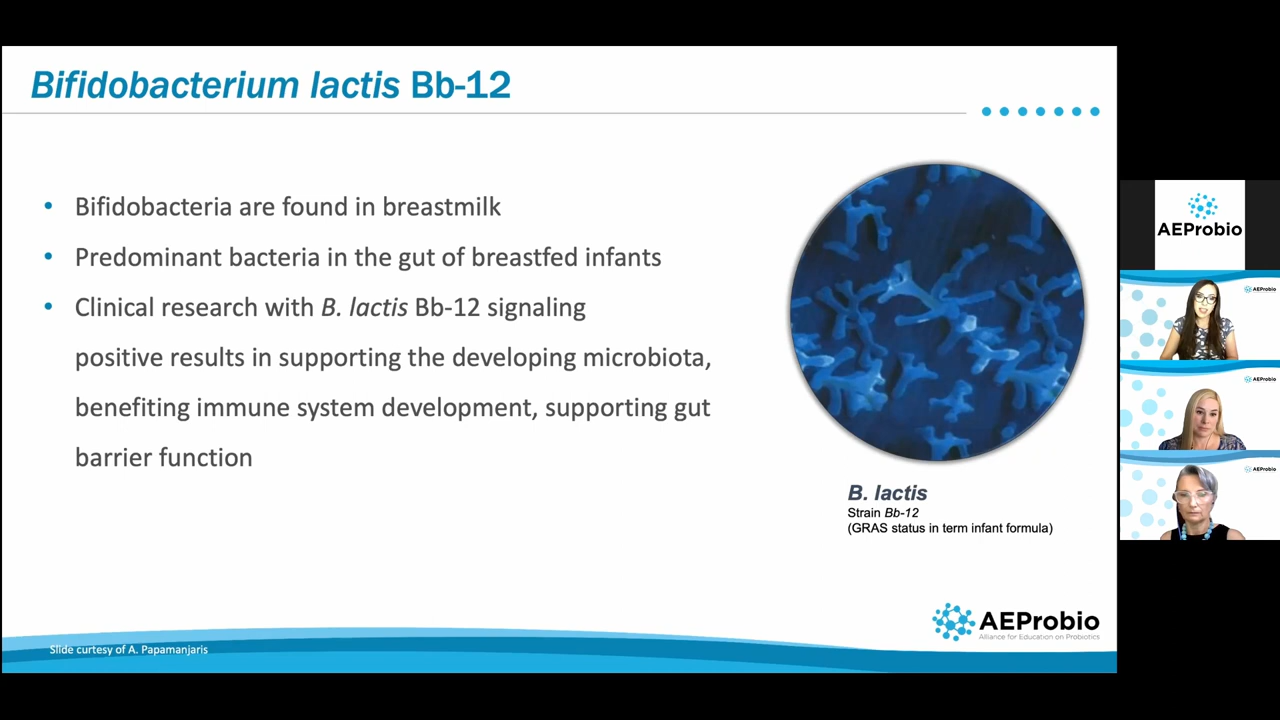 Bifidobacterium lactis Bb-12
• Bifidobacteria are found in breastmilk
• Predominant bacteria in the gut of breastfed infants
• Clinical research with B. lactis Bb-12 signaling
positive results in supporting the developing microbiota,
benefiting immune system development, supporting gut
barrier function
B. lactis
Strain Bb-12
(GRAS status in term infant formula)
AEProbio
Alliance for Education on Probiotics
Slide curtesy of A. Papamanjaris
AEProbio
AEProbio
AEProbio
AEProbio